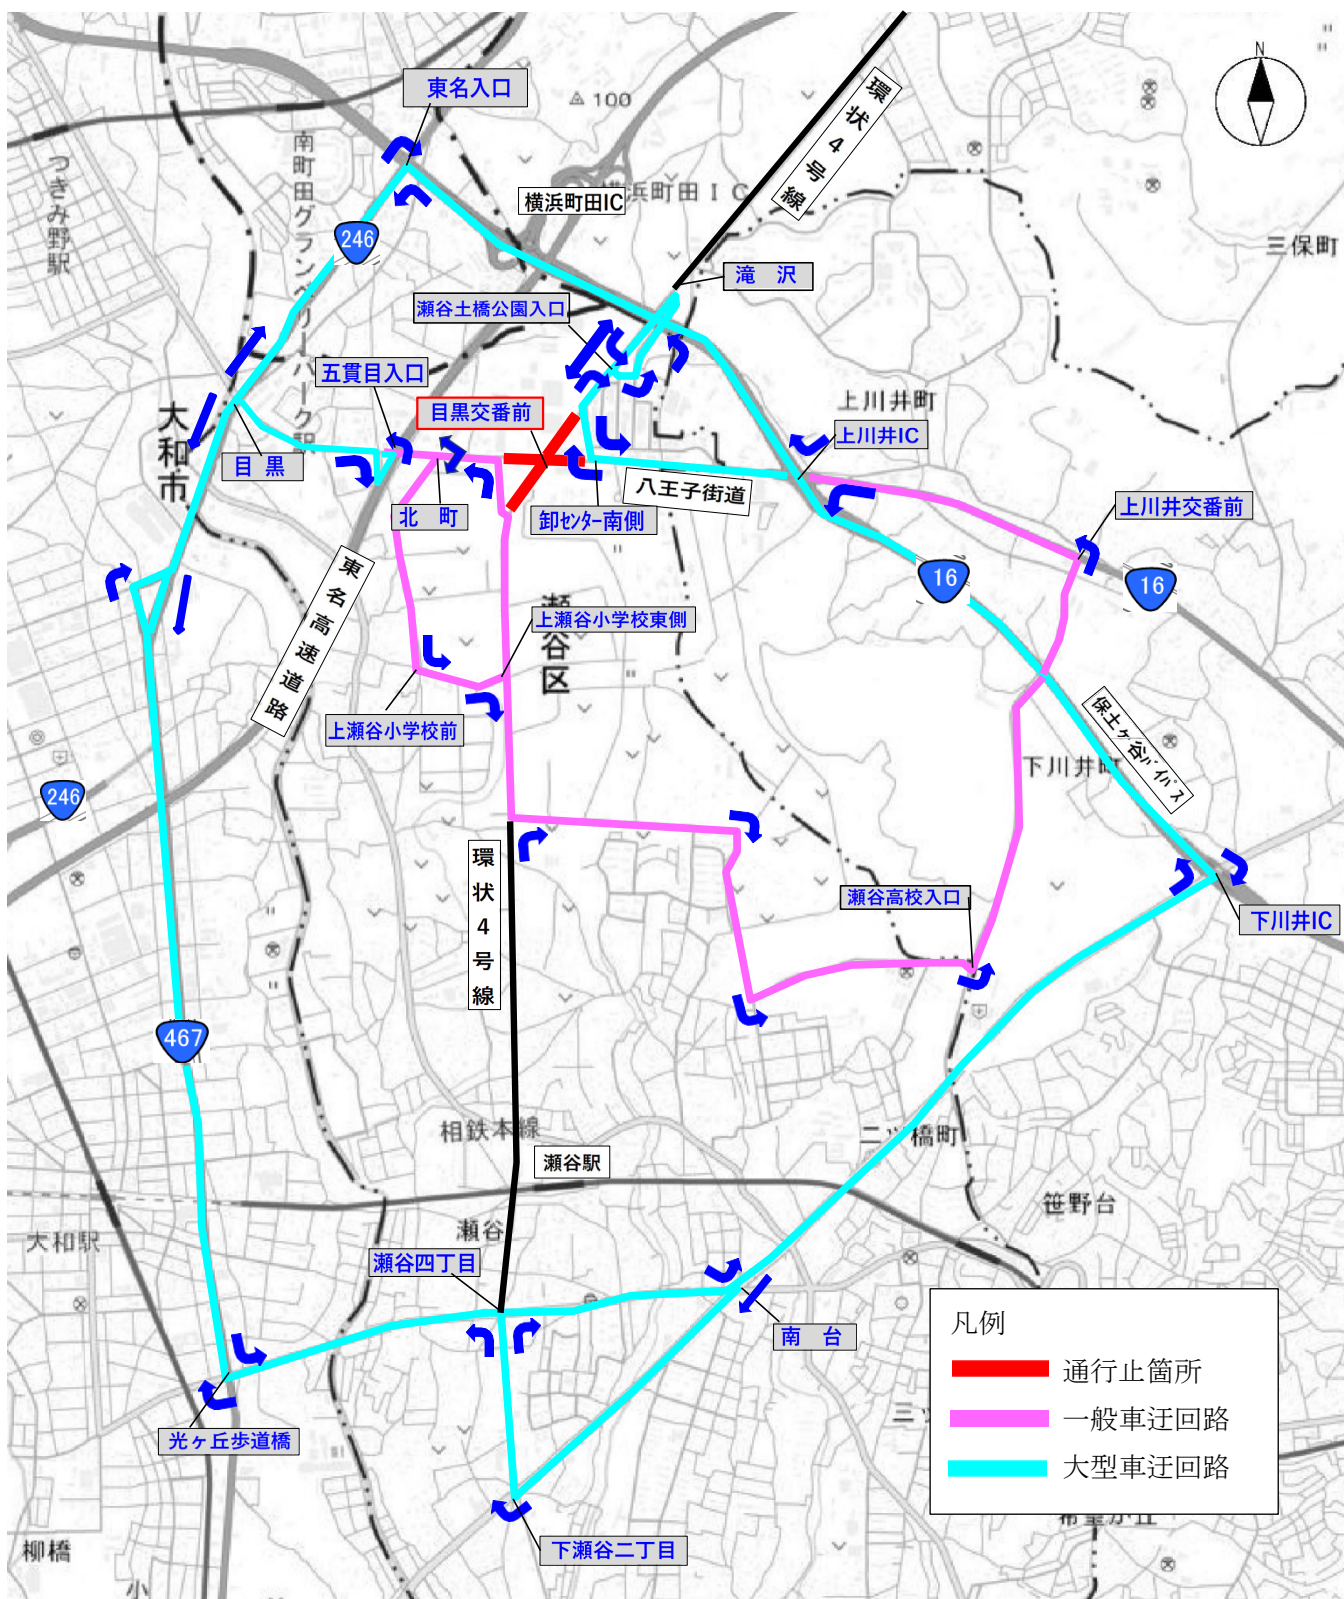 N
東名入口
100
環状4号線
南町田グランベリーパーク駅
つきみ野駅
横浜町田IC
浜町田IC
三保町
246
滝 沢
瀬谷土橋公園入口
五貫目入口
上川井町
目黒交番前
上川井IC
大和市
目 黒
八王子街道
北 町
卸センター南側
上川井交番前
東名高速道路
16
16
瀬谷区
上瀬谷小学校東側
上瀬谷小学校前
保土ヶ谷バイパス
下川井町
246
環状4号線
瀬谷高校入口
下川井IC
467
相鉄本線
二ツ橋町
瀬谷駅
笹野台
瀬谷
大和駅
瀬谷四丁目
南 台
凡例
通行止箇所
一般車迂回路
大型車迂回路
三ツ
光ヶ丘歩道橋
希望が丘
下瀬谷二丁目
柳橋
小